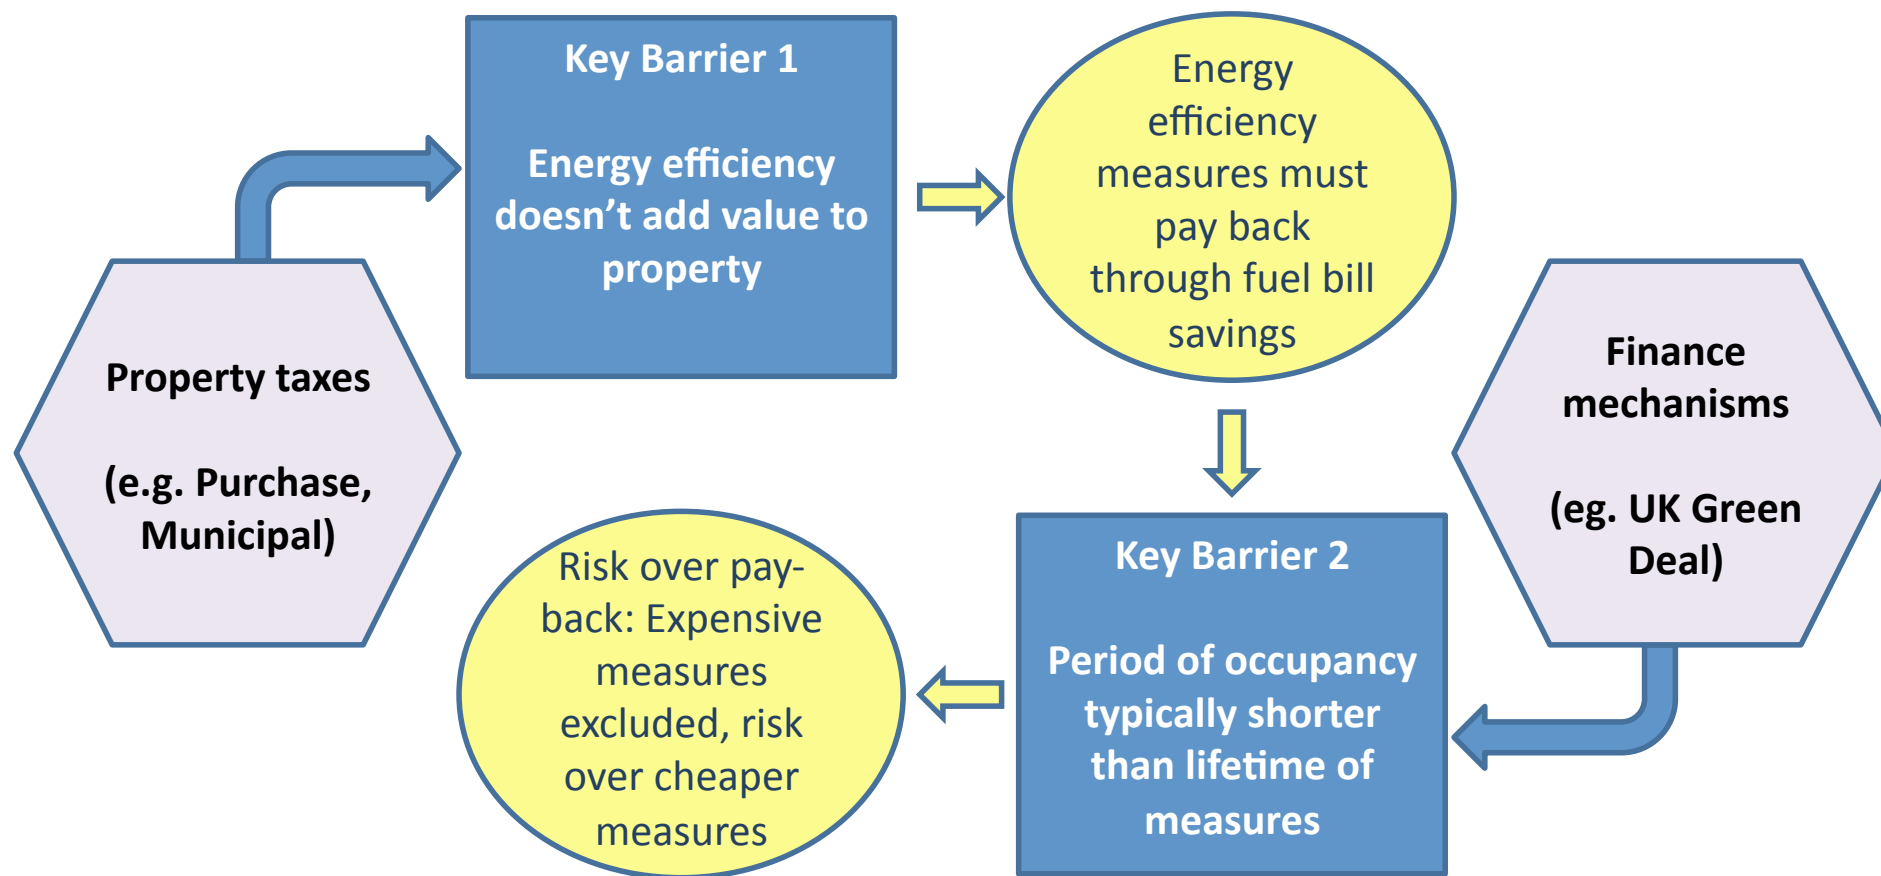 Key Barrier 1
Energy efficiency
doesn’t add value to
property
Energy
efficiency
measures must
pay back
through fuel bill
savings
Property taxes
(e.g. Purchase,
Municipal)
Finance
mechanisms
(eg. UK Green
Deal)
Key Barrier 2
Period of occupancy
typically shorter
than lifetime of
measures
Risk over pay-
back: Expensive
measures
excluded, risk
over cheaper
measures